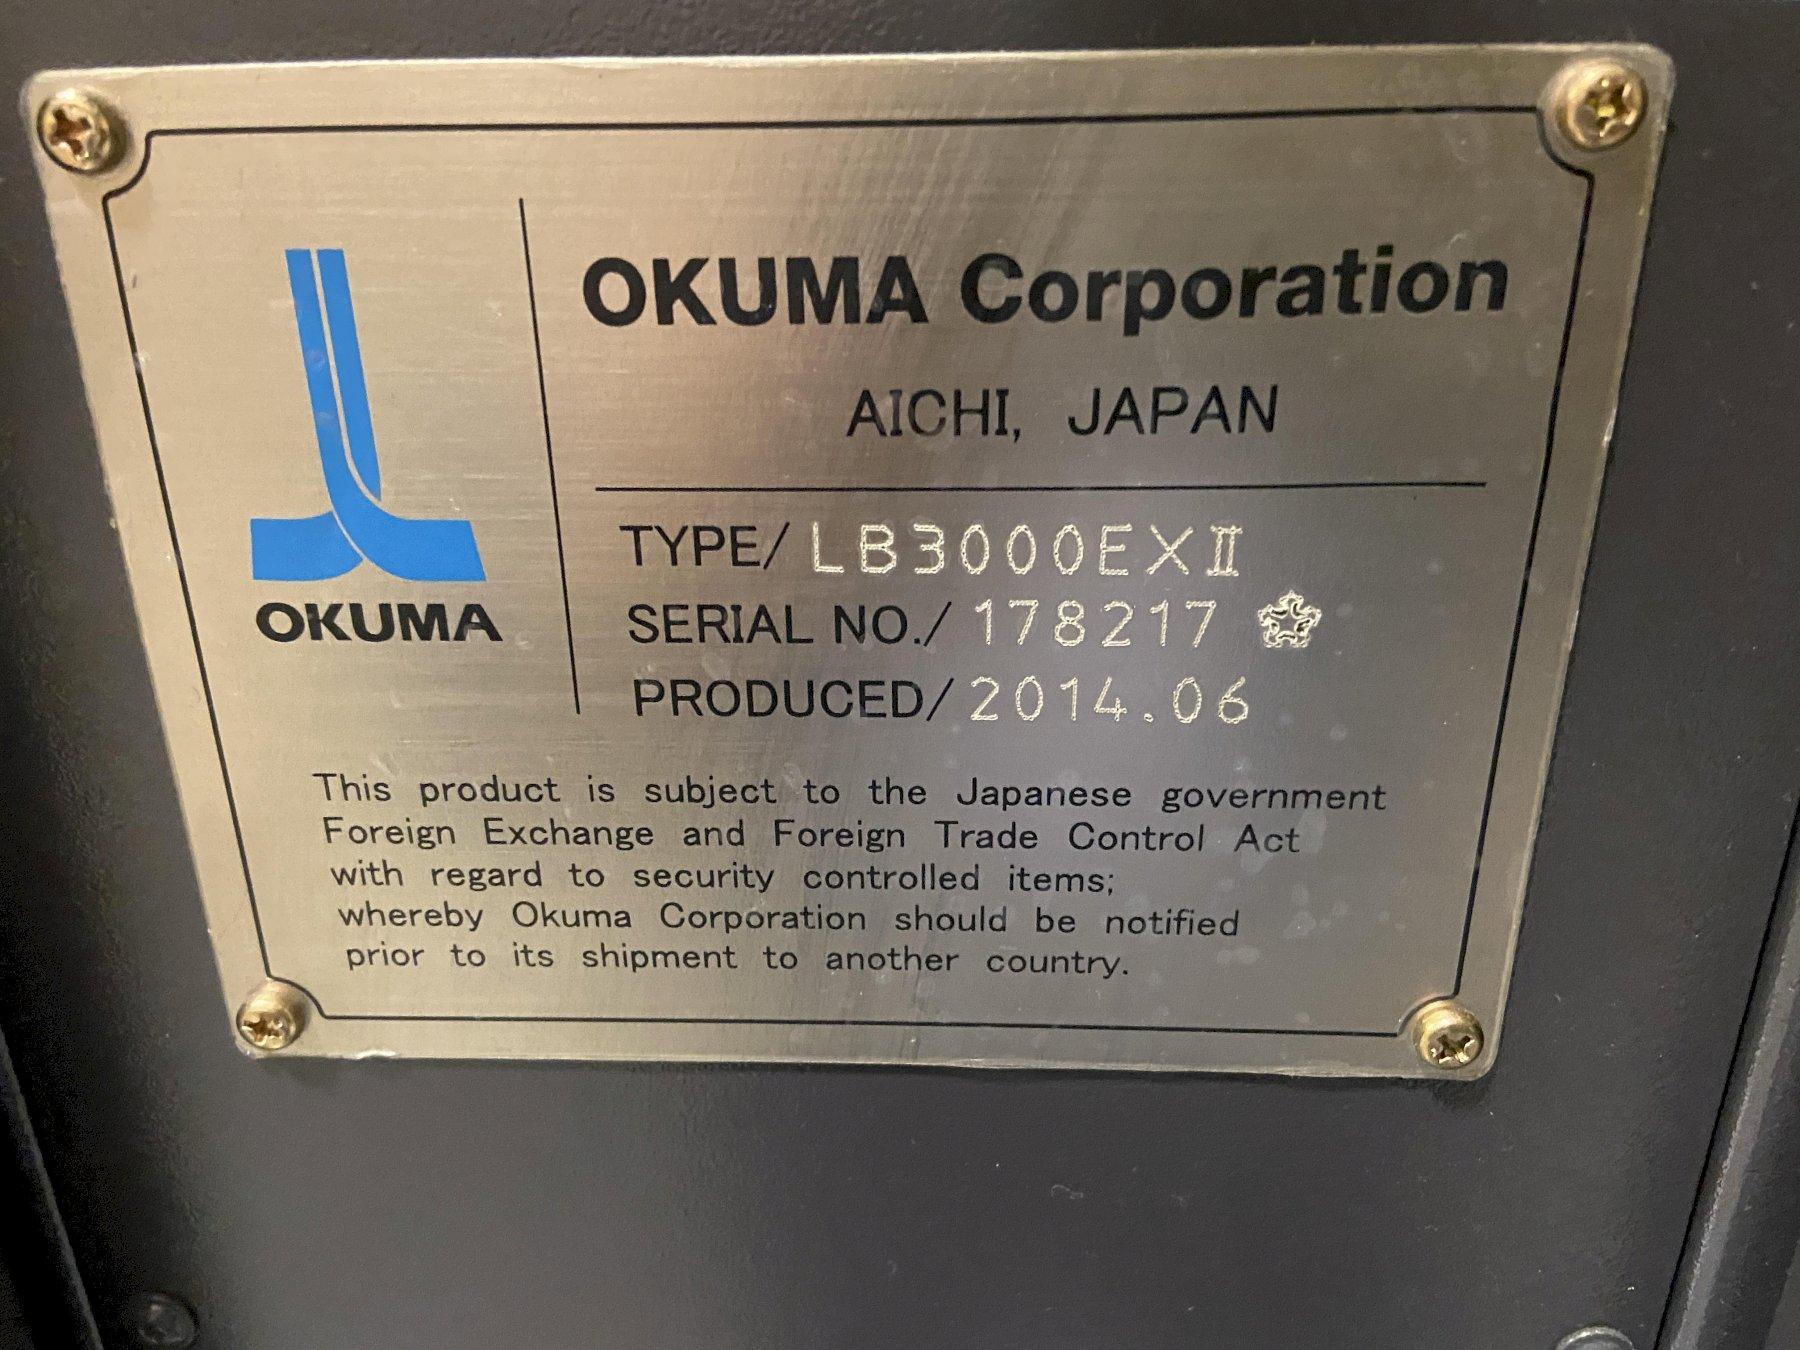 OKUMA
OKUMA Corporation
AICHI, JAPAN
TYPE/ LB3000EXⅡ
SERIAL NO./ 178217
PRODUCED/ 2014.06
This product is subject to the Japanese government
Foreign Exchange and Foreign Trade Control Act
with regard to security controlled items;
whereby Okuma Corporation should be notified
prior to its shipment to another country.